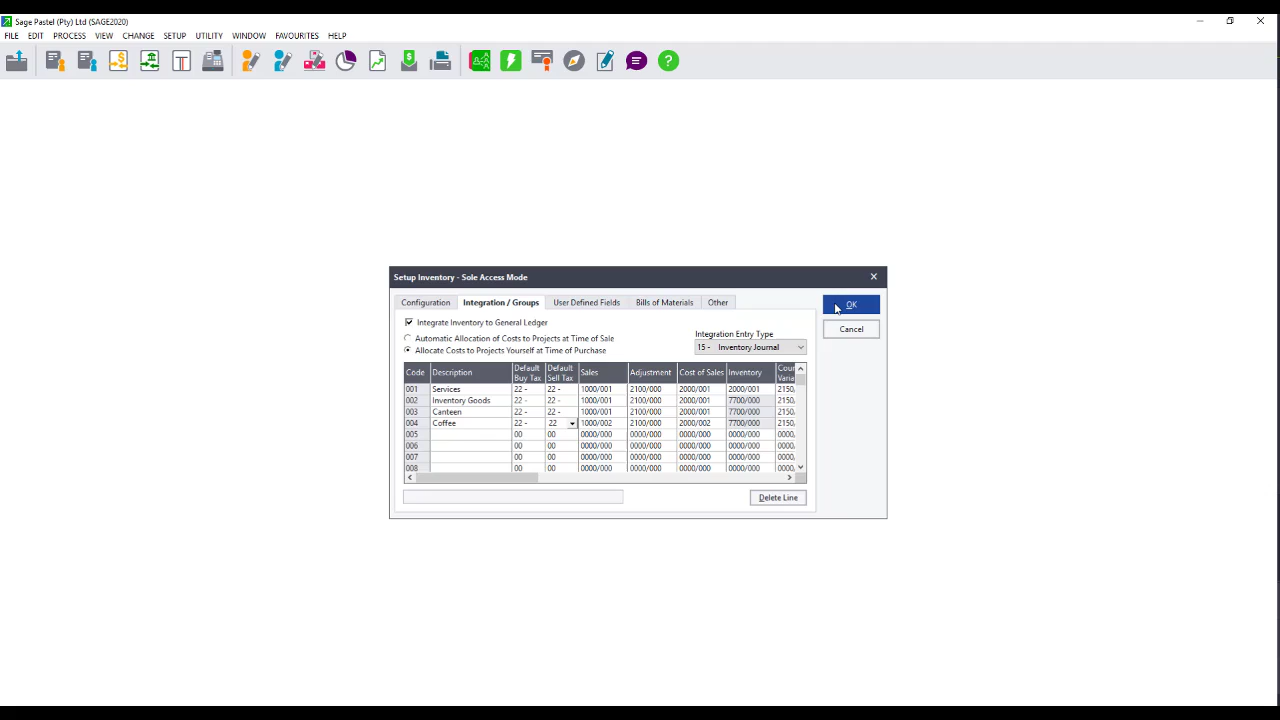 Sage Pastel (Pty) Ltd (SAGE2020)
FILE EDIT PROCESS VIEW CHANGE SETUP UTILITY WINDOW FAVOURITES HELP
Setup Inventory - Sole Access Mode
Configuration Integration / Groups User Defined Fields Bills of Materials Other
OK
Integrate Inventory to General Ledger
Automatic Allocation of Costs to Projects at Time of Sale
Integration Entry Type
Cancel
Allocate Costs to Projects Yourself at Time of Purchase
15 - Inventory Journal
Code Description Default Buy Tax Default Sell Tax Sales Adjustment Cost of Sales Inventory Coun Varia
001 Services 22 - 22 - 1000/001 2100/000 2000/001 2000/001 2150,
002 Inventory Goods 22 - 22 - 1000/001 2100/000 2000/001 7700/000 2150,
003 Canteen 22 - 22 - 1000/001 2100/000 2000/001 7700/000 2150,
004 Coffee 22 - 22 1000/002 2100/000 2000/002 7700/000 2150,
005 00 00 0000/000 0000/000 0000/000 0000/000 0000,
006 00 00 0000/000 0000/000 0000/000 0000/000 0000,
007 00 00 0000/000 0000/000 0000/000 0000/000 0000,
008 00 00 0000/000 0000/000 0000/000 0000/000 0000,
Delete Line